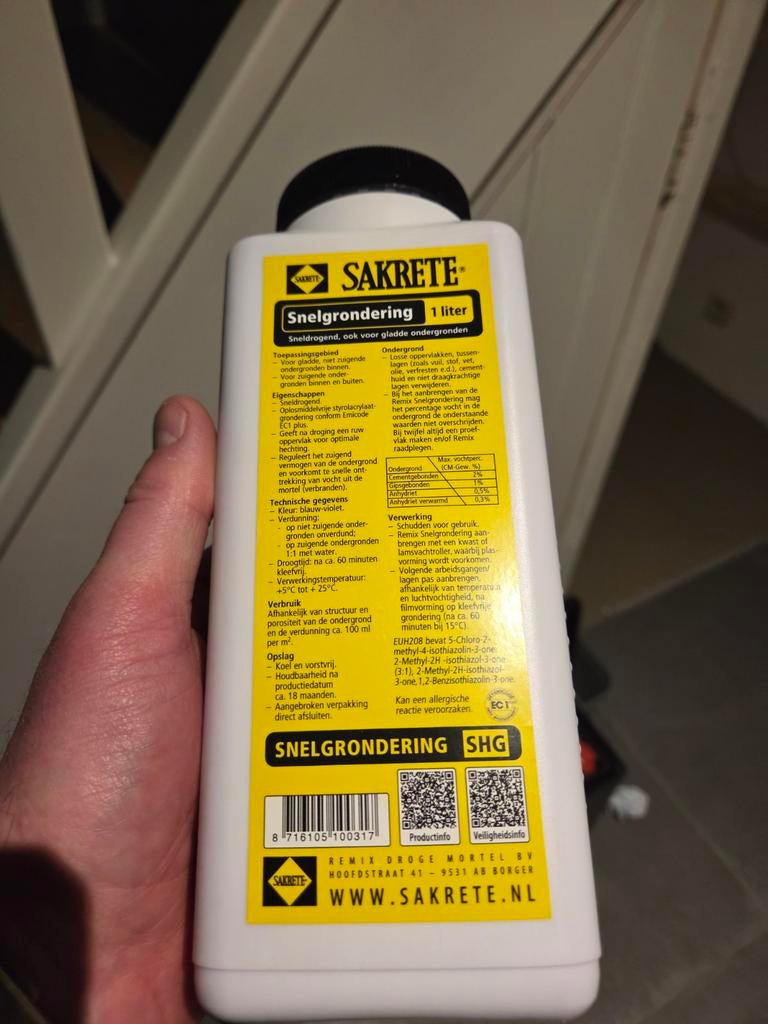 SAKRETE
SAKRETE®
Snelgrondering 1 liter
Sneldrogend, ook voor gladde ondergronden
Toepassingsgebied
– Voor gladde, niet zuigende
ondergronden binnen.
– Voor zuigende onder-
gronden binnen en buiten.
Eigenschappen
– Sneldrogend.
– Oplosmiddelvrije styrolacrylaat-
grondering conform Emicode
EC1 plus.
– Geeft na droging een ruw
oppervlak voor optimale
hechting.
– Reguleert het zuigend
vermogen van de ondergrond
en voorkomt te snelle ont-
trekking van vocht uit de
mortel (verbranden).
Technische gegevens
– Kleur: blauw-violet.
– Verdunning:
- op niet zuigende onder-
gronden onverdund;
- op zuigende ondergronden
1:1 met water.
– Droogtijd: na ca. 60 minuten
kleefvrij.
– Verwerkingstemperatuur:
+5°C tot + 25°C.
Verbruik
Afhankelijk van structuur en
porositeit van de ondergrond
en de verdunning ca. 100 ml
per m².
Opslag
– Koel en vorstvrij.
– Houdbaarheid na
productiedatum
ca. 18 maanden.
– Aangebroken verpakking
direct afsluiten.
Ondergrond
– Losse oppervlakken, tussen-
lagen (zoals vuil, stof, vet,
olie, verfresten e.d.), cement-
huid en niet draagkrachtige
lagen verwijderen.
– Bij het aanbrengen van de
Remix Snelgrondering mag
het percentage vocht in de
ondergrond de onderstaande
waarden niet overschrijden.
Bij twijfel altijd een proef-
vlak maken en/of Remix
raadplegen.
Ondergrond Max. vochtperc. (CM-Gew. %)
Cementgebonden 2%
Gipsgebonden 1%
Anhydriet 0,5%
Anhydriet verwarmd 0,3%
Verwerking
– Schudden voor gebruik.
– Remix Snelgrondering aan-
brengen met een kwast of
lamsvachtroller, waarbij plas-
vorming wordt voorkomen.
– Volgende arbeidsgangen/
lagen pas aanbrengen,
afhankelijk van temperatuur
en luchtvochtigheid, na
filmvorming op kleefvrije
grondering (na ca. 60
minuten bij 15°C).
EUH208 bevat 5-Chloro-2-
methyl-4-isothiazolin-3-one.
2-Methyl-2H -isothiazol-3-one
(3:1), 2-Methyl-2H-isothiazol-
3-one,1,2-Benzisothiazolin-3-one.
Kan een allergische
reactie veroorzaken.
EC1
SNELGRONDERING SHG
8 716105 100317
Productinfo
Veiligheidsinfo
SAKRETE
REMIX DROGE MORTEL BV
HOOFDSTRAAT 41 – 9531 AB BORGER
WWW.SAKRETE.NL